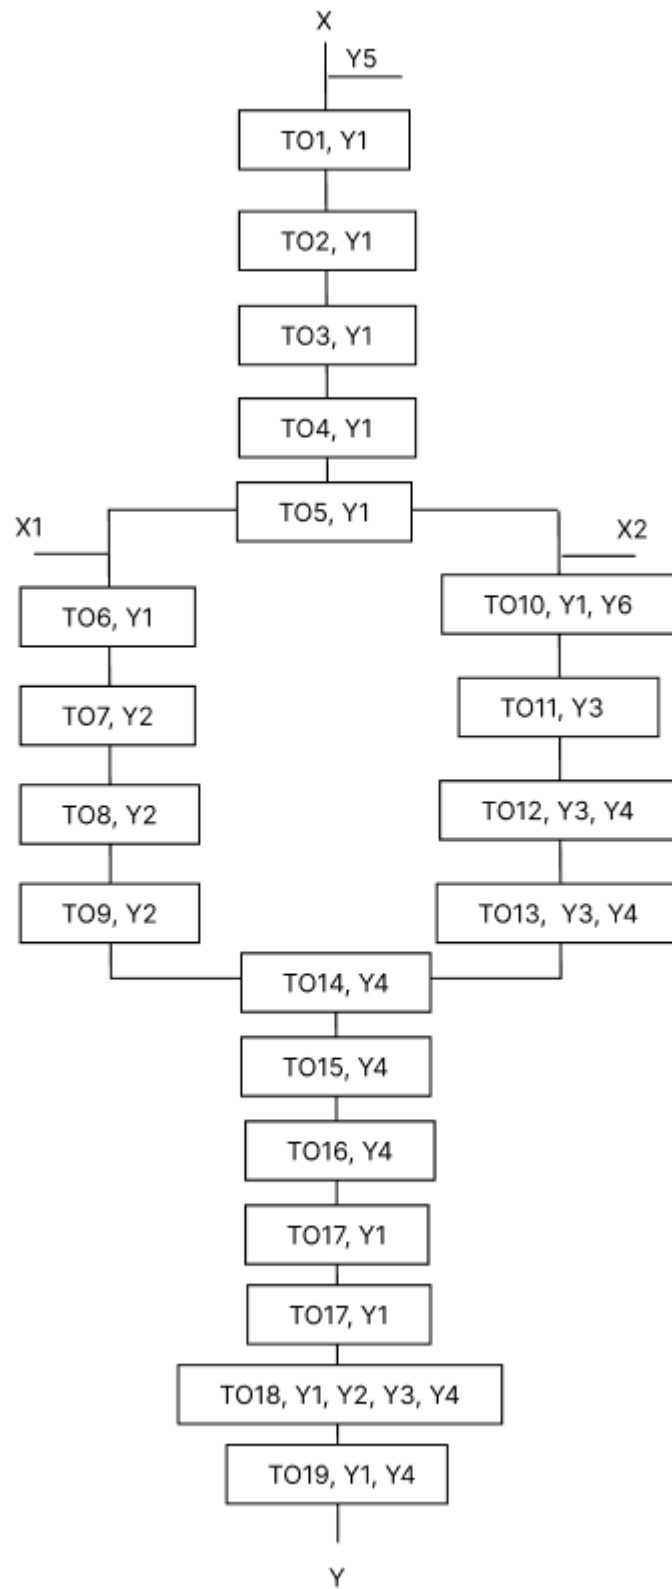 X
Y5
TO1, Y1
TO2, Y1
TO3, Y1
TO4, Y1
TO5, Y1
X1
X2
TO6, Y1
TO10, Y1, Y6
TO7, Y2
TO11, Y3
TO8, Y2
TO12, Y3, Y4
TO9, Y2
TO13, Y3, Y4
TO14, Y4
TO15, Y4
TO16, Y4
TO17, Y1
TO17, Y1
TO18, Y1, Y2, Y3, Y4
TO19, Y1, Y4
Y